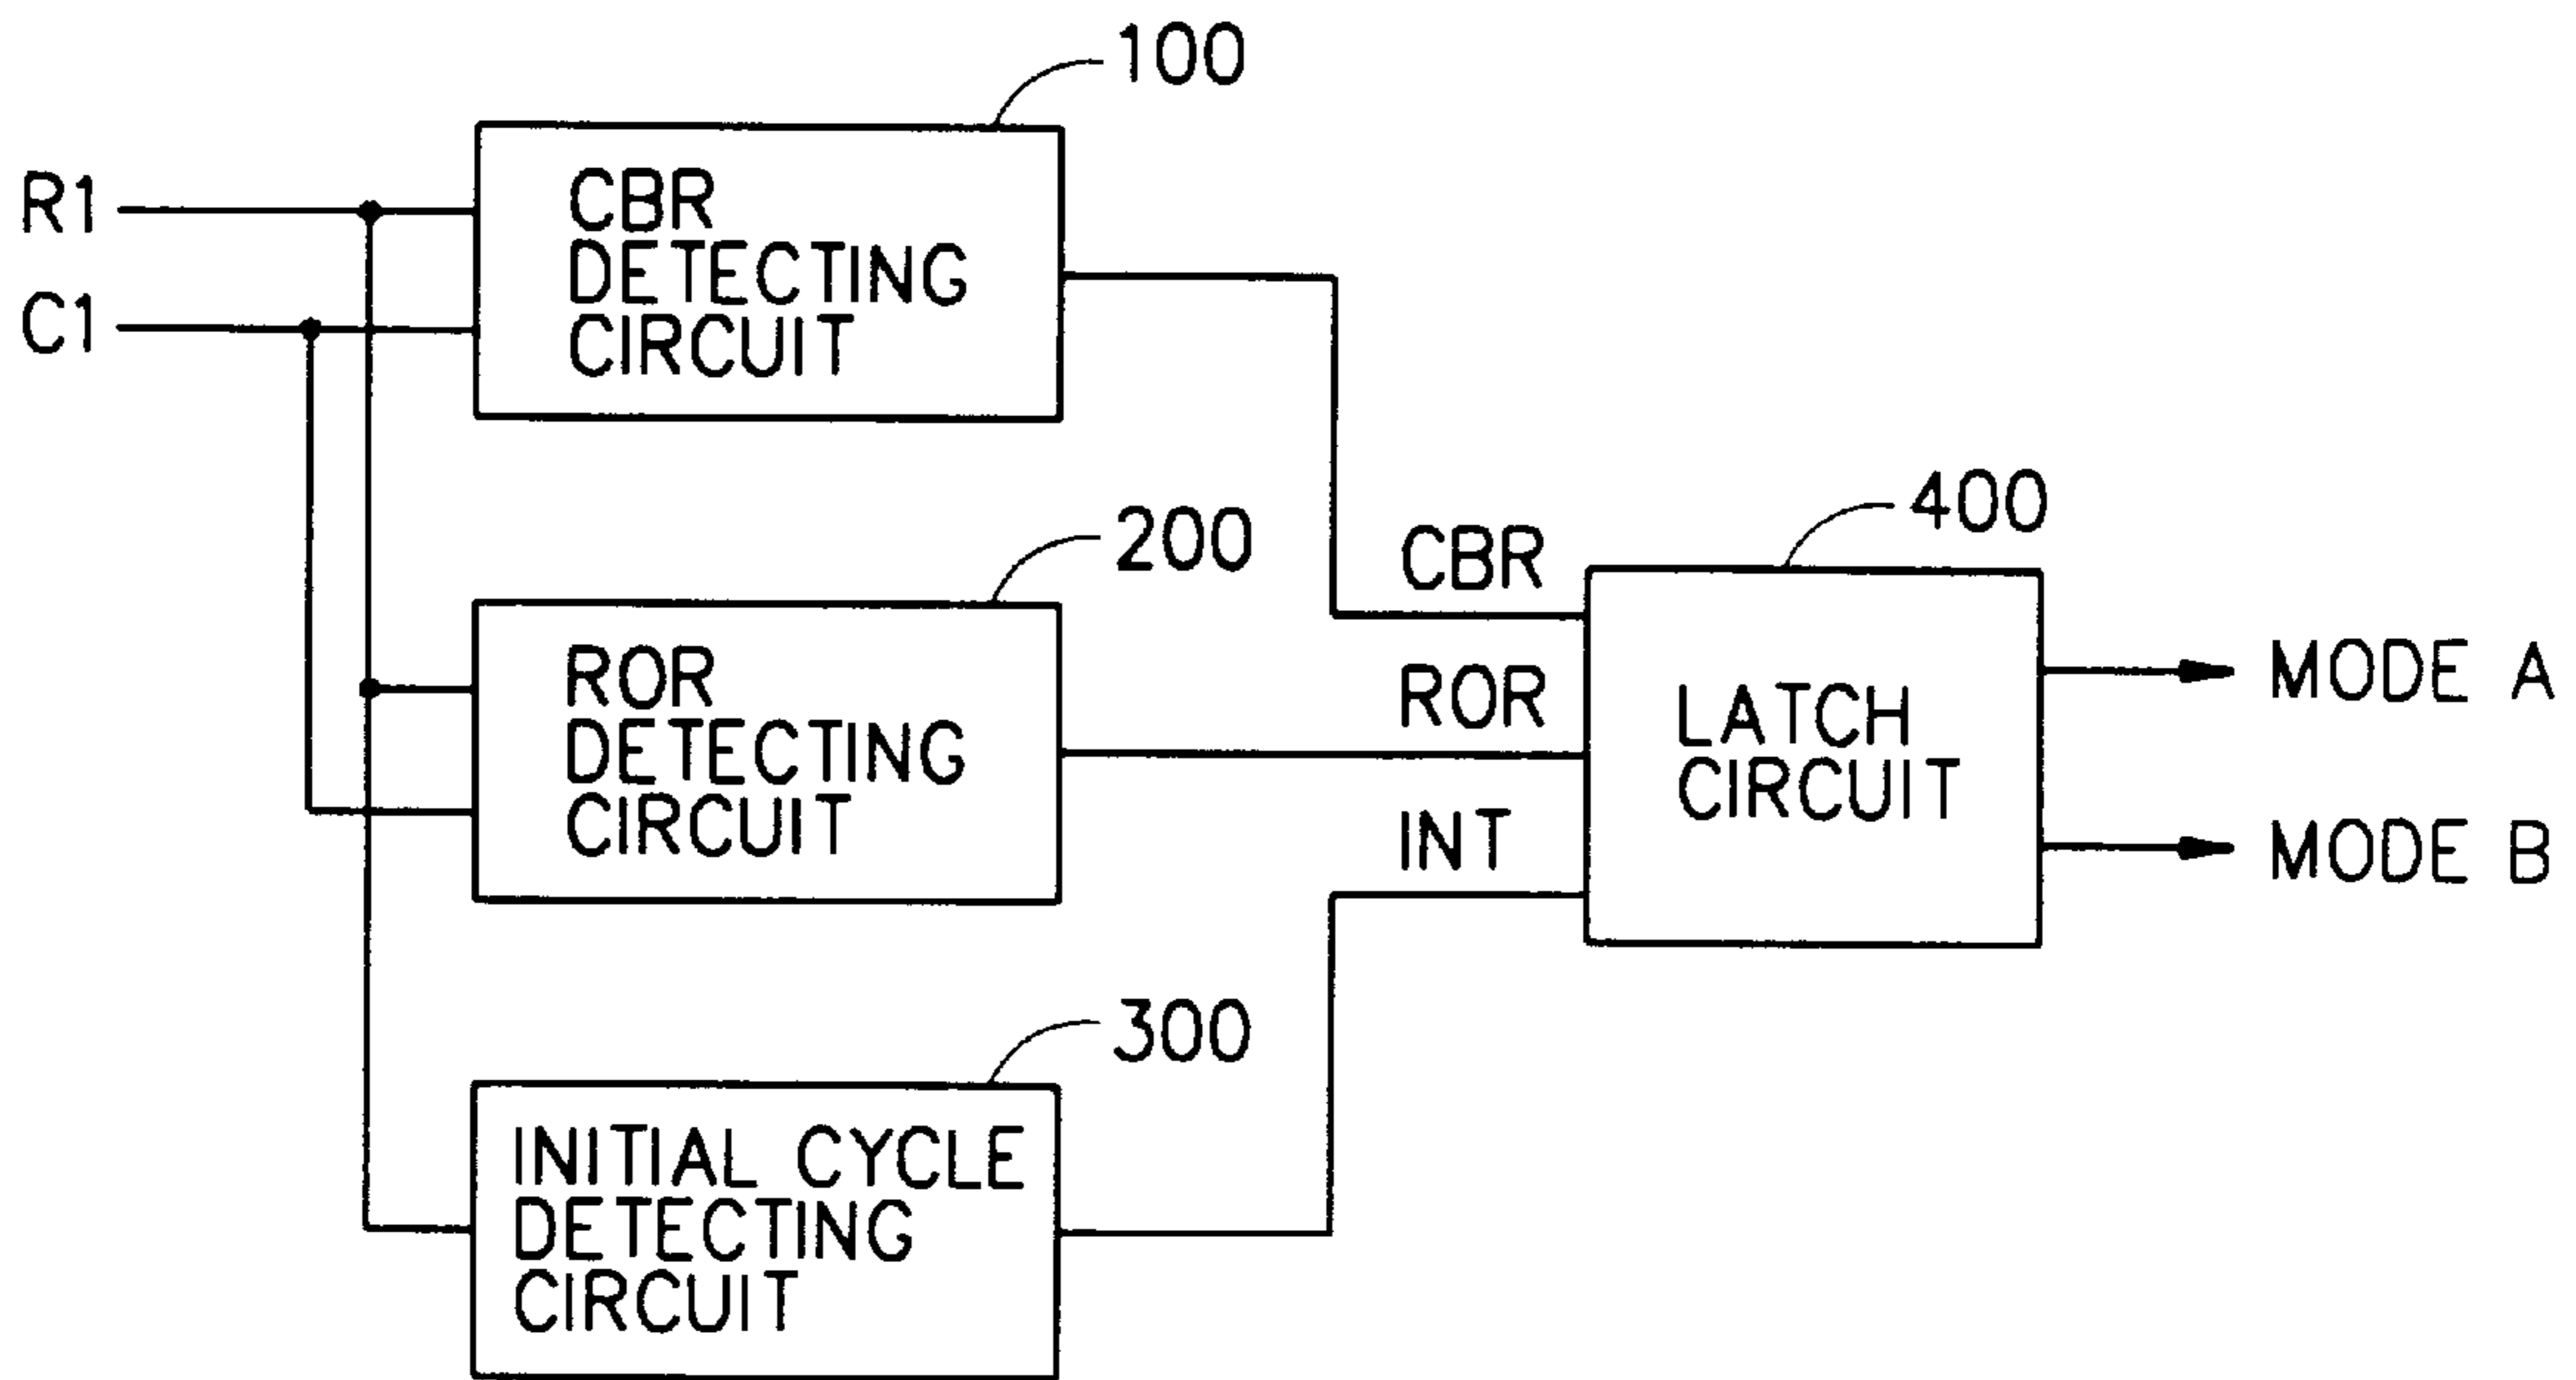 100
R1
C1
CBR
DETECTING
CIRCUIT
200
ROR
DETECTING
CIRCUIT
300
INITIAL CYCLE
DETECTING
CIRCUIT
CBR
ROR
INT
400
LATCH
CIRCUIT
MODE A
MODE B